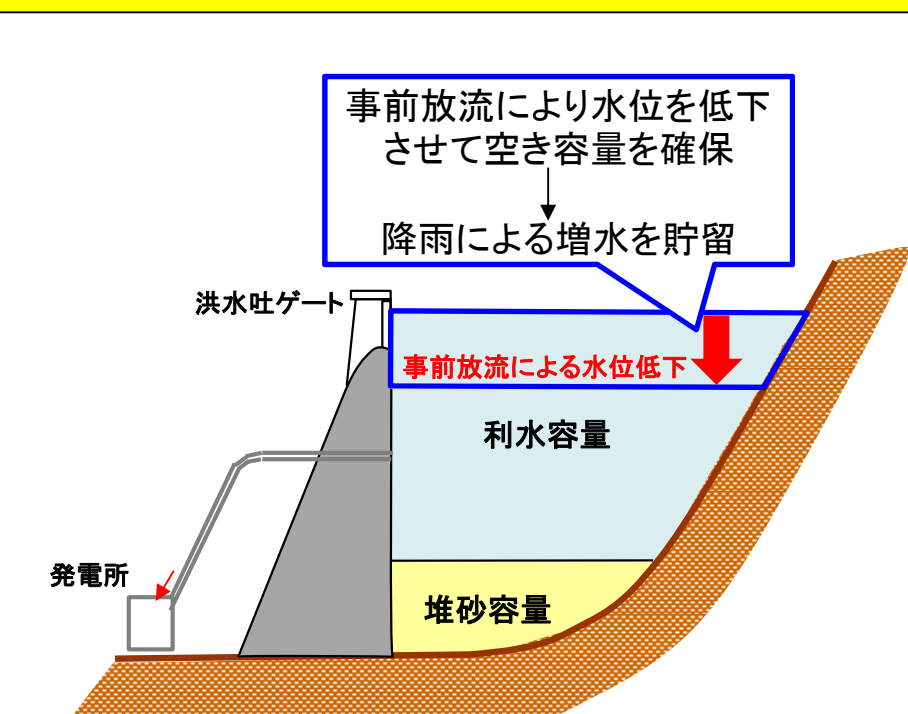 事前放流により水位を低下
させて空き容量を確保
降雨による増水を貯留
洪水吐ゲート
事前放流による水位低下
利水容量
発電所
堆砂容量